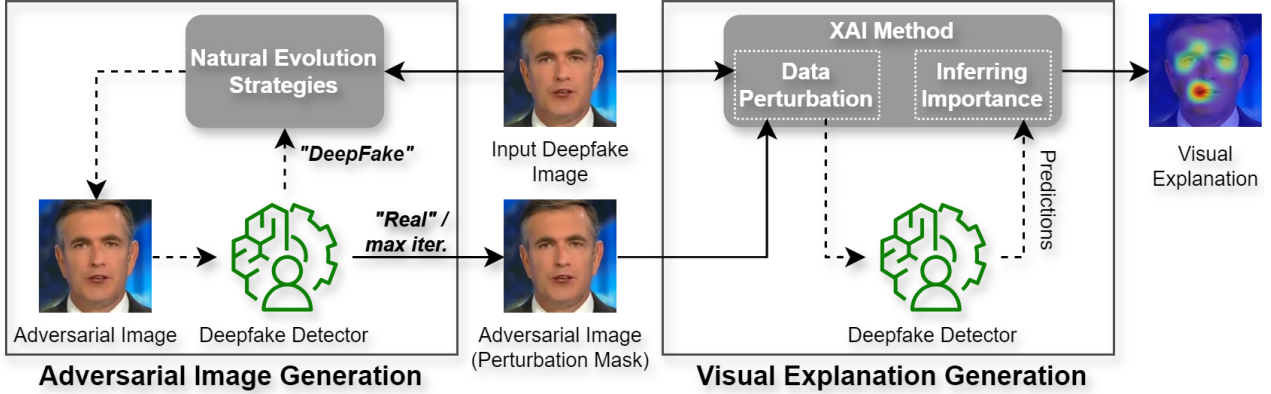 Natural Evolution
Strategies
"DeepFake"
"Real" /
max iter.
Adversarial Image
Deepfake Detector
Adversarial Image Generation
Input Deepfake
Image
Adversarial Image
(Perturbation Mask)
XAI Method
Data
Perturbation
Inferring
Importance
Predictions
Deepfake Detector
Visual Explanation Generation
Visual
Explanation